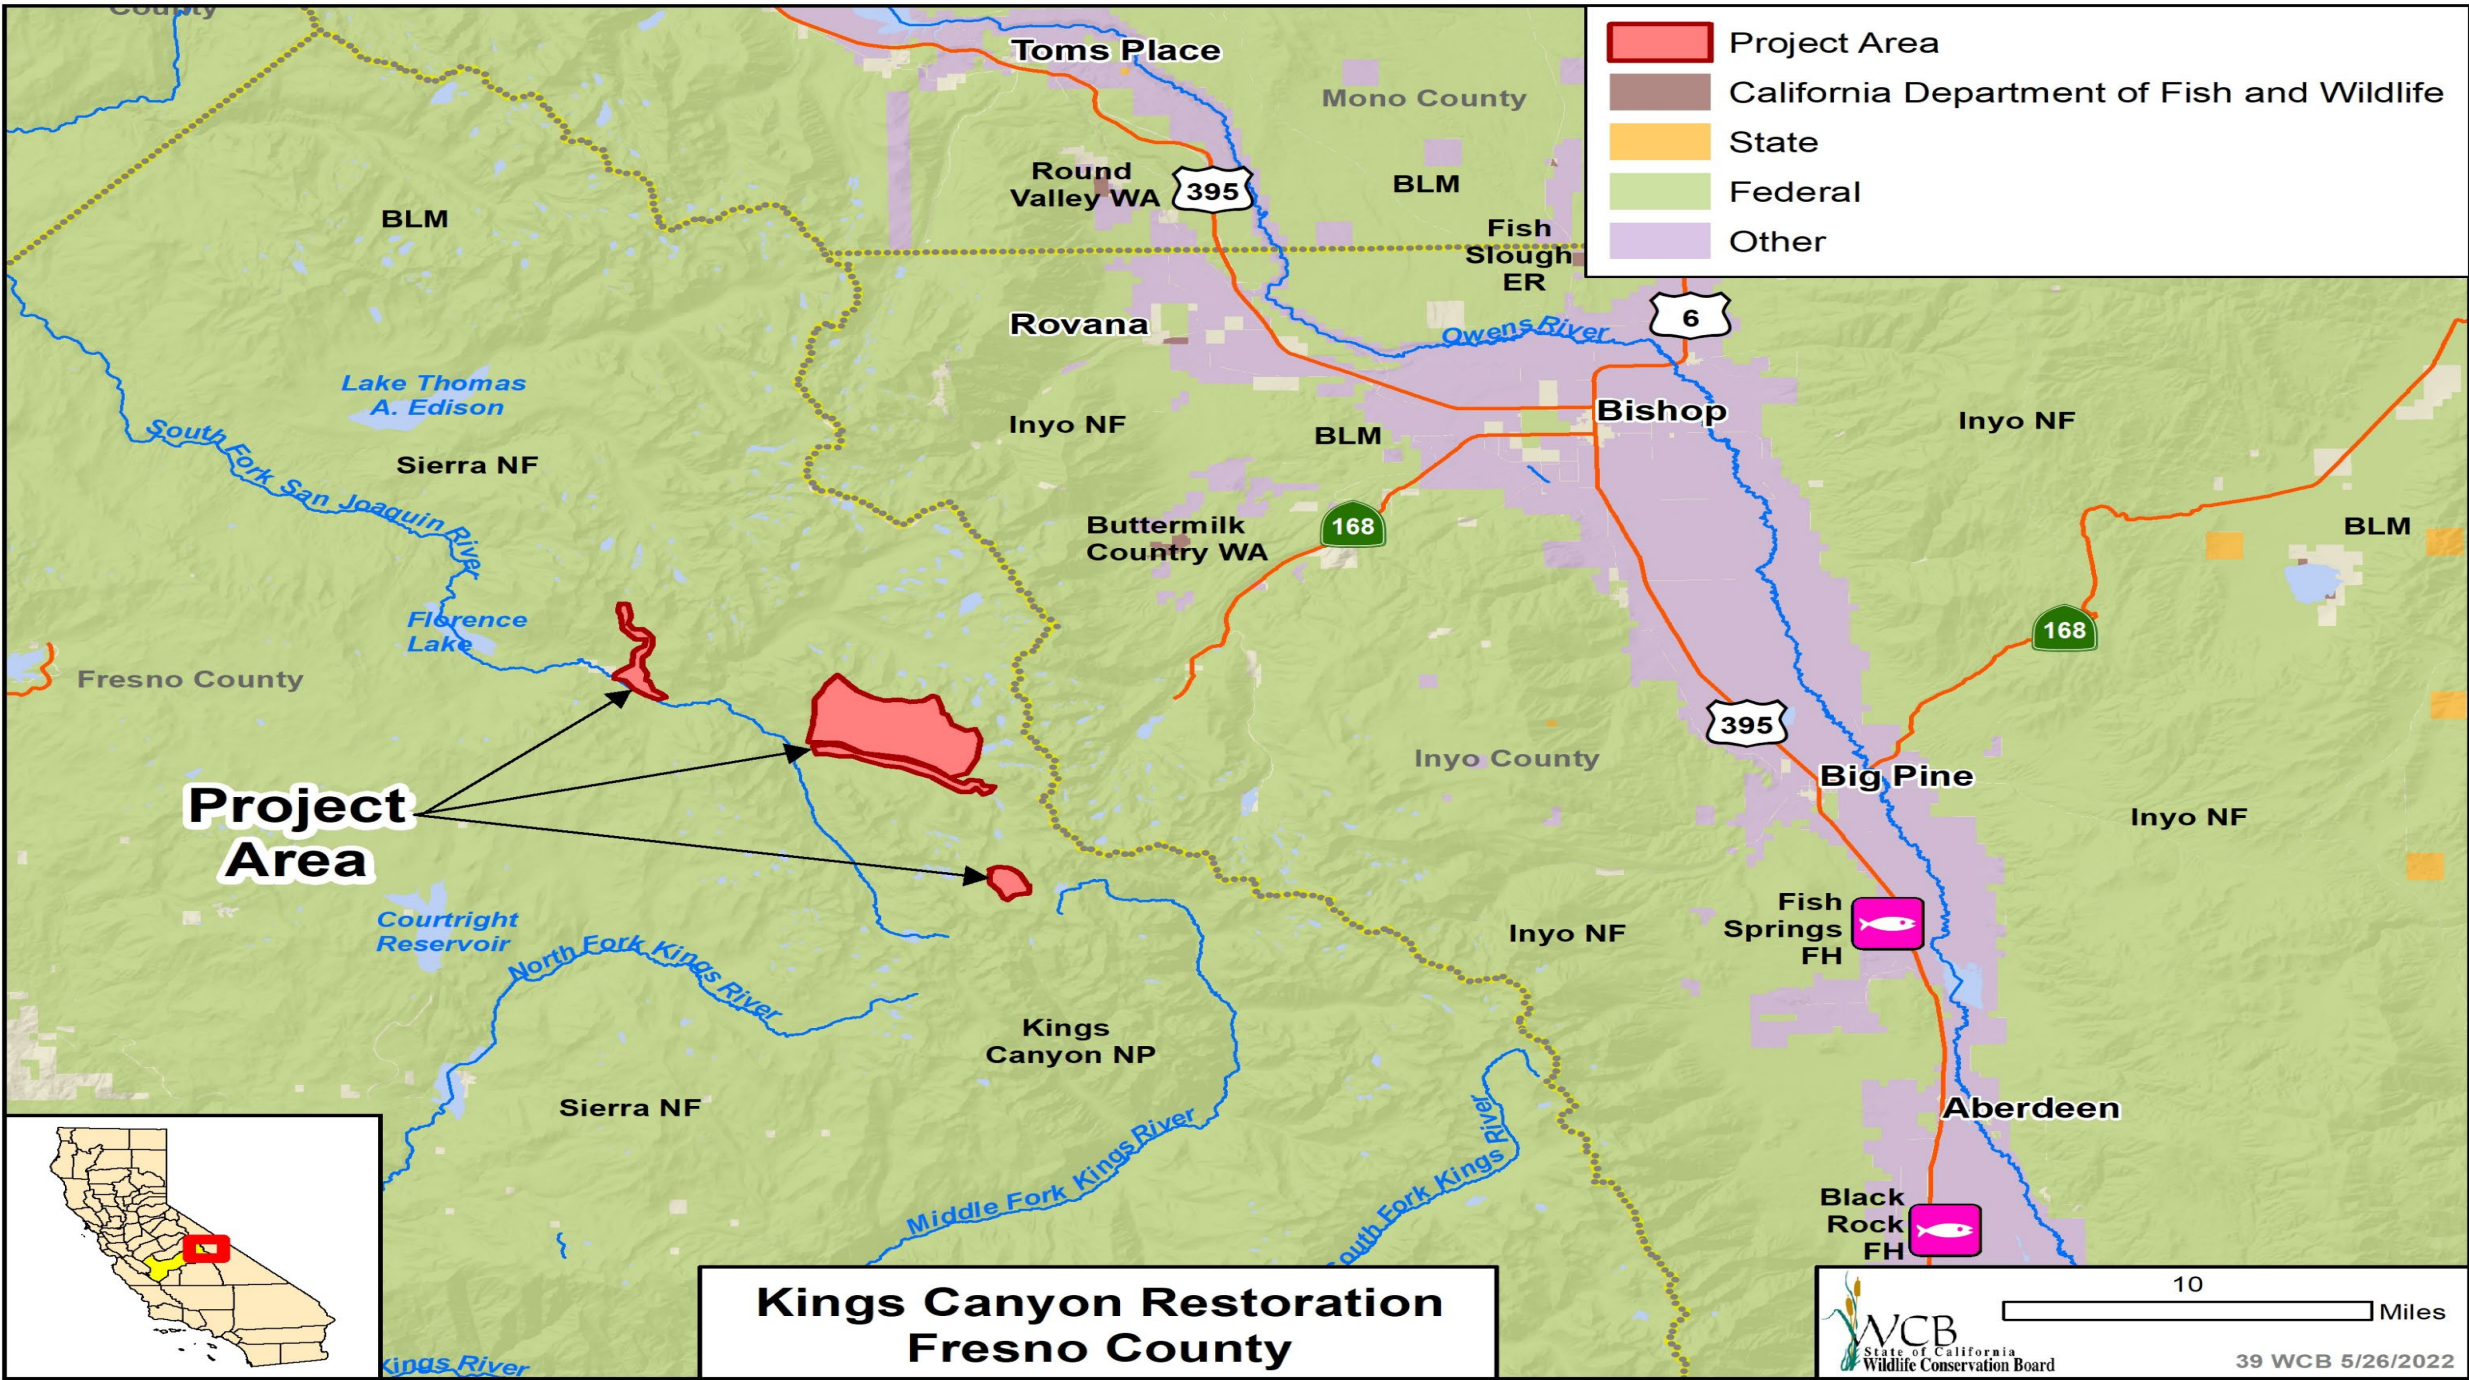 County
Toms Place
Mono County
Round
Valley WA
395
BLM
BLM
Fish
Slough
ER
Project Area
California Department of Fish and Wildlife
State
Federal
Other
6
Rovana
Owens River
Lake Thomas
A. Edison
Inyo NF
BLM
Bishop
Inyo NF
South Fork San Joaquin River
Sierra NF
Buttermilk
Country WA
168
BLM
Florence
Lake
168
Fresno County
395
Inyo County
Big Pine
Inyo NF
Project
Area
Courtright
Reservoir
North Fork Kings River
Inyo NF
Fish
Springs
FH
Kings
Canyon NP
Sierra NF
Aberdeen
Middle Fork Kings River
South Fork Kings River
Black
Rock
FH
Kings River
Kings Canyon Restoration
Fresno County
10
Miles
WCB
State of California
Wildlife Conservation Board
39 WCB 5/26/2022